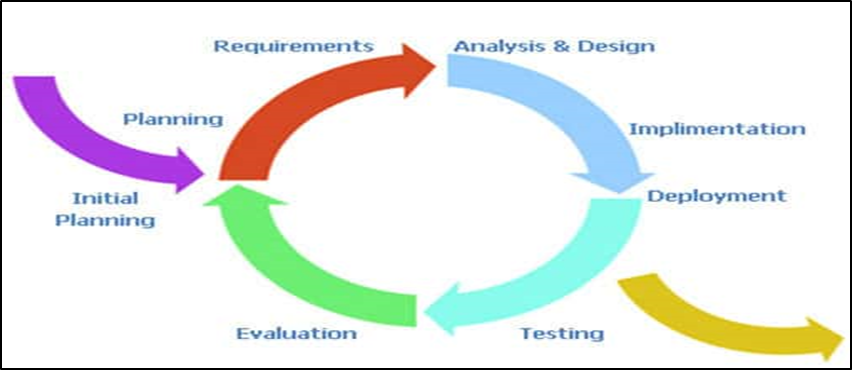 Requirements
Analysis & Design
Planning
Implimentation
Initial
Planning
Deployment
Evaluation
Testing